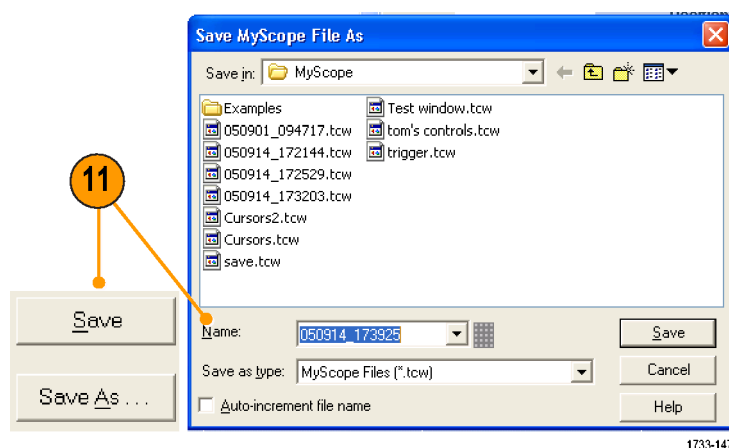 Save MyScope File As
Save in: MyScope
Examples
050901_094717.tcw
050914_172144.tcw
050914_172529.tcw
050914_173203.tcw
Cursors2.tcw
Cursors.tcw
save.tcw
Test window.tcw
tom's controls.tcw
trigger.tcw
11
Save
Save As . . .
Name: 050914_173925
Save
Save as type: MyScope Files (*.tcw)
Cancel
Auto-increment file name
Help